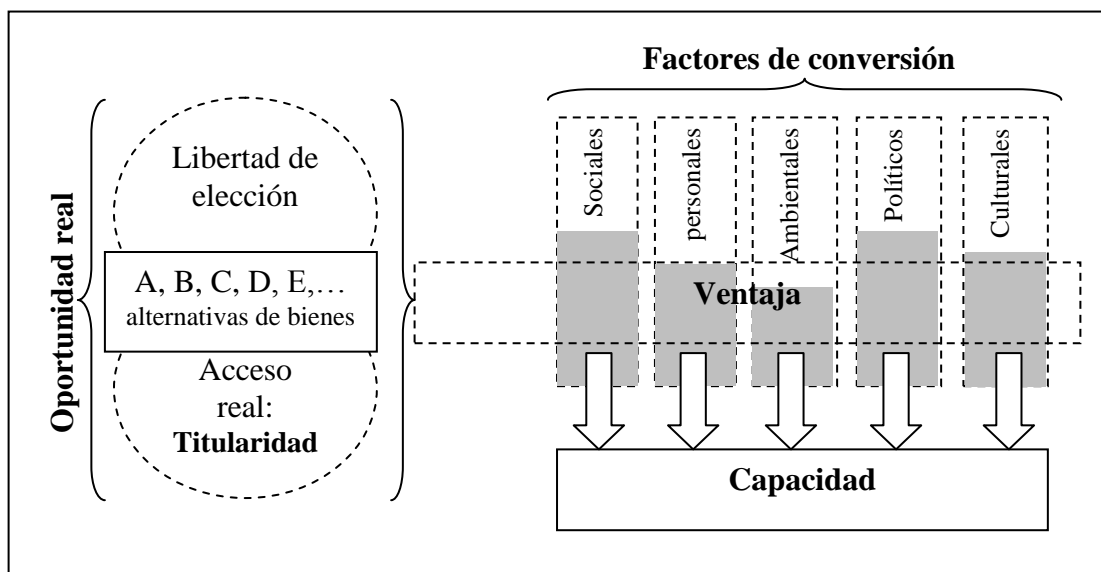 Oportunidad real
Libertad de
elección
A, B, C, D, E,…
alternativas de bienes
Acceso
real:
Titularidad
Factores de conversión
Sociales
personales
Ambientales
Políticos
Culturales
Ventaja
Capacidad